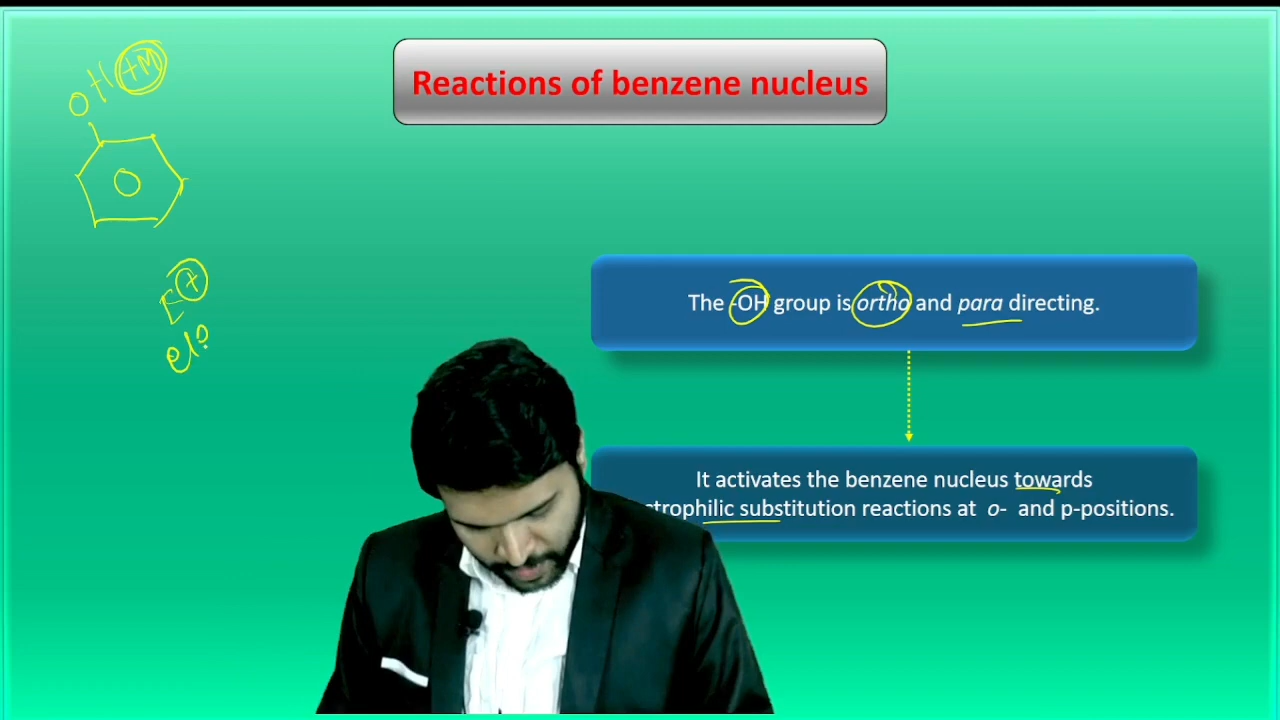 Reactions of benzene nucleus
OH +M
E+
The -OH group is ortho and para directing.
It activates the benzene nucleus towards
trophilic substitution reactions at o- and p-positions.